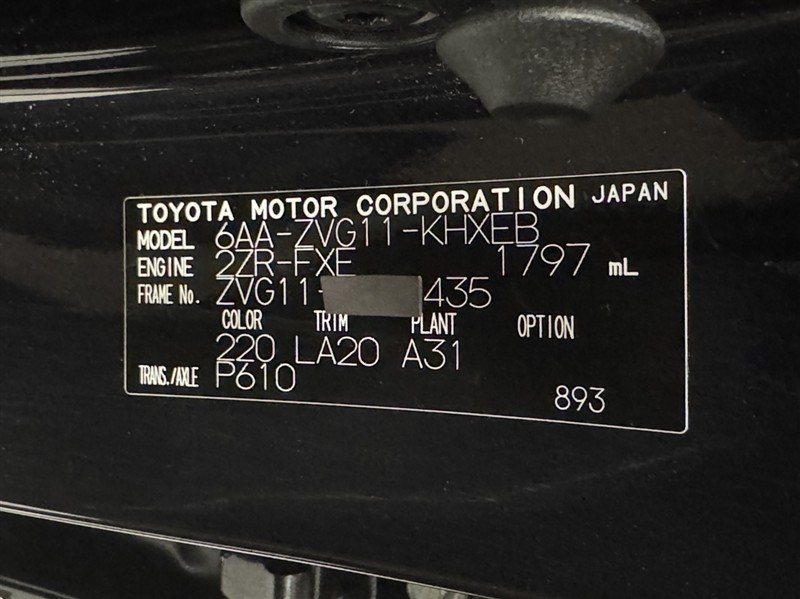 TOYOTA MOTOR CORPORATION JAPAN
MODEL 6AA-ZVG11-KHXEB
ENGINE 2ZR-FXE 1797 mL
FRAME No. ZVG11- 435
COLOR TRIM PLANT OPTION
220 LA20 A31
TRANS./AXLE P610
893